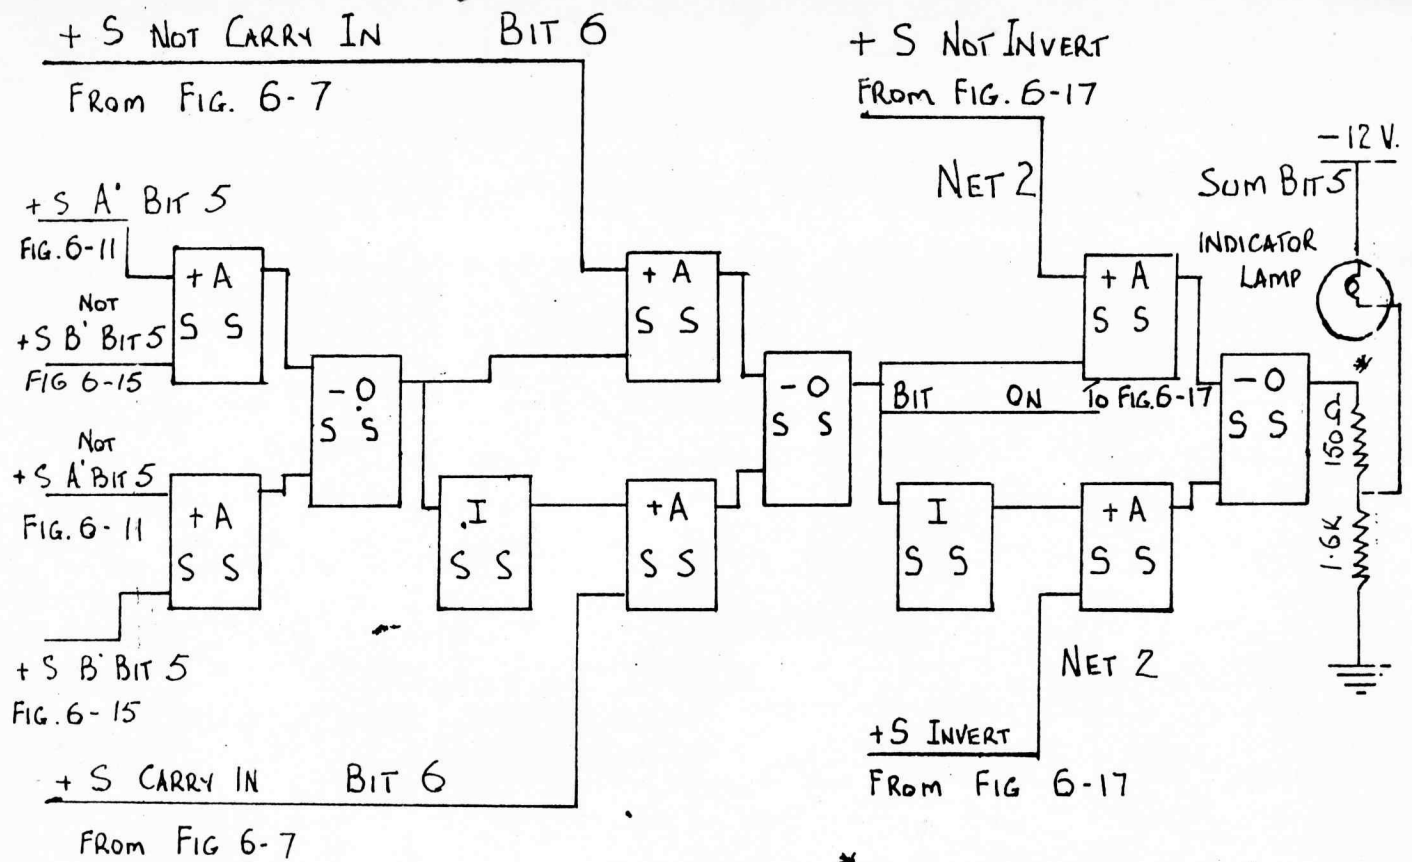 + S NOT CARRY IN BIT 6
FROM FIG. 6-7
+ S NOT INVERT
FROM FIG. 6-17
NET 2
-12 V.
SUM BIT 5
INDICATOR
LAMP
+ S A' BIT 5
FIG. 6-11
NOT
+S B' BIT 5
FIG 6-15
+ A
S S
NOT
+ S A' BIT 5
FIG. 6-11
+ A
S S
+ S B' BIT 5
FIG. 6-15
- O
S S
I
S S
+ A
S S
+ A
S S
- O
S S
BIT ON TO FIG. 6-17
I
S S
+ A
S S
+ A
S S
- O
S S
*
150 Ω
1.6K
NET 2
+ S INVERT
FROM FIG 6-17
+ S CARRY IN BIT 6
FROM FIG 6-7
*